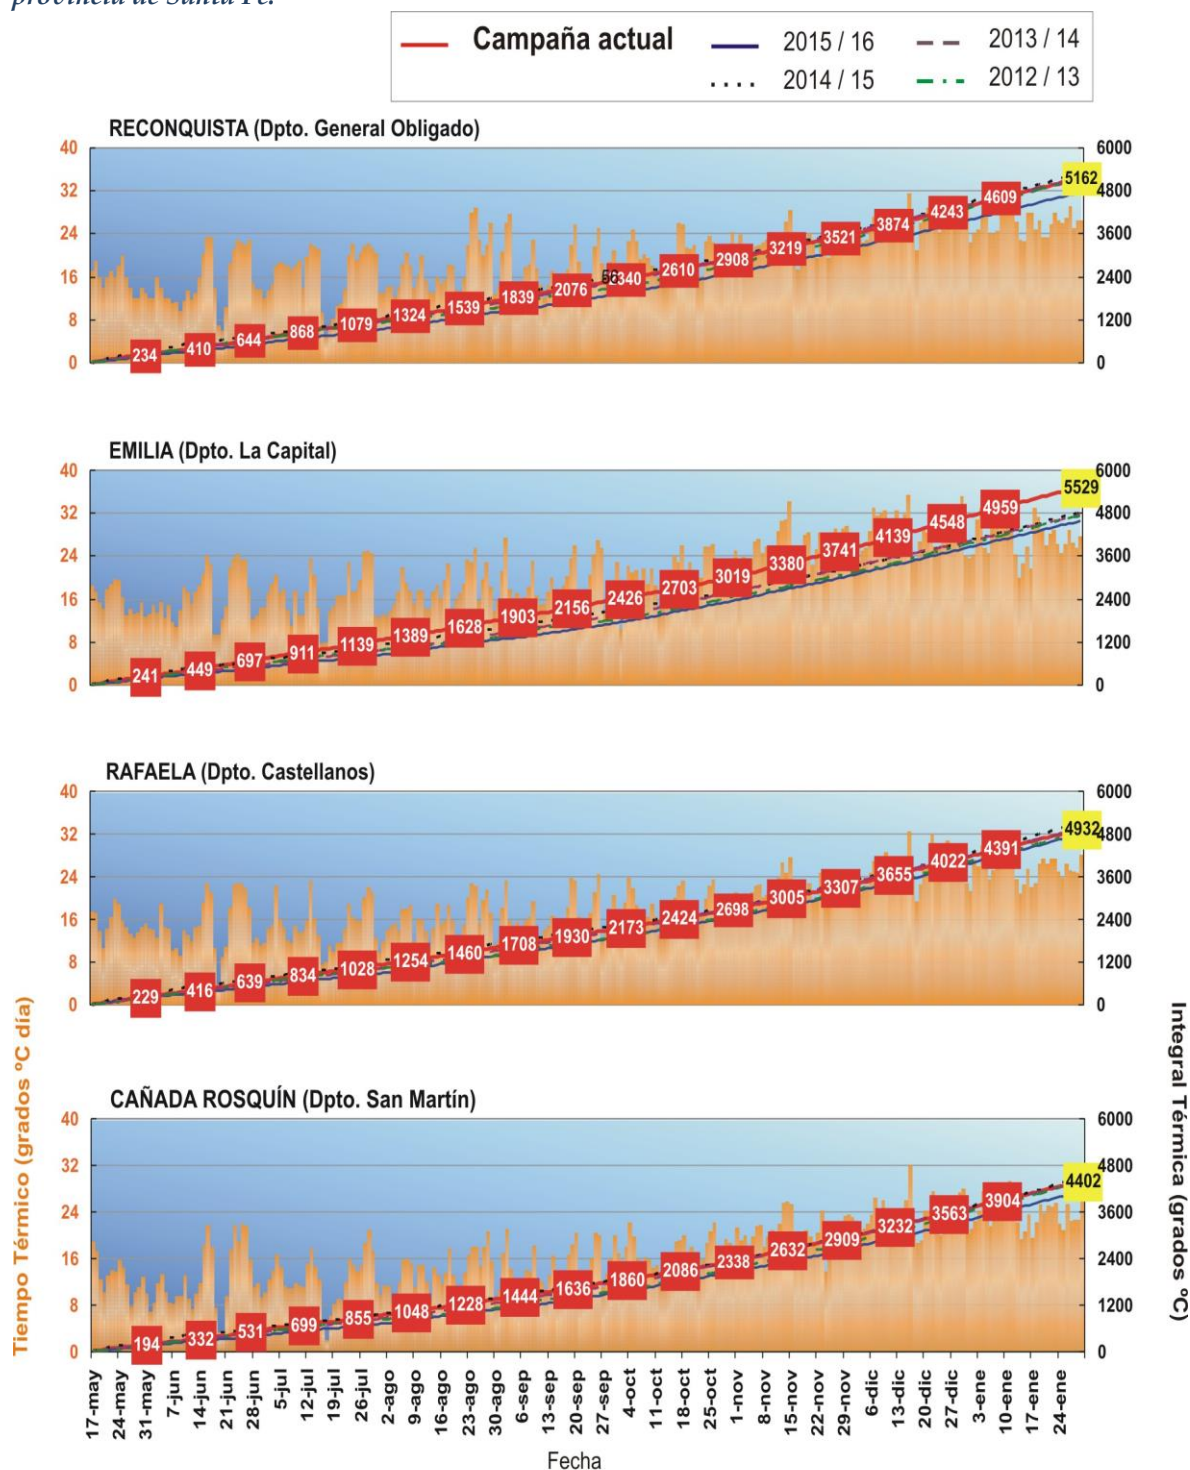 provincia de Santa Fe.
Campaña actual
2015 / 16
2013 / 14
2014 / 15
2012 / 13
RECONQUISTA (Dpto. General Obligado)
40 32 24 16 8 0
234 410 644 868 1079 1324 1539 1839 2076 2340 2610 2908 3219 3521 3874 4243 4609 5162
6000 4800 3600 2400 1200 0
EMILIA (Dpto. La Capital)
40 32 24 16 8 0
241 449 697 911 1139 1389 1628 1903 2156 2426 2703 3019 3380 3741 4139 4548 4959 5529
6000 4800 3600 2400 1200 0
RAFAELA (Dpto. Castellanos)
40 32 24 16 8 0
229 416 639 834 1028 1254 1460 1708 1930 2173 2424 2698 3005 3307 3655 4022 4391 4932
6000 4800 3600 2400 1200 0
CAÑADA ROSQUÍN (Dpto. San Martín)
40 32 24 16 8 0
194 332 531 699 855 1048 1228 1444 1636 1860 2086 2338 2632 2909 3232 3563 3904 4402
6000 4800 3600 2400 1200 0
Tiempo Térmico (grados ºC día)
Integral Térmica (grados ºC)
17-may 24-may 31-may 7-jun 14-jun 21-jun 28-jun 5-jul 12-jul 19-jul 26-jul 2-ago 9-ago 16-ago 23-ago 30-ago 6-sep 13-sep 20-sep 27-sep 4-oct 11-oct 18-oct 25-oct 1-nov 8-nov 15-nov 22-nov 29-nov 6-dic 13-dic 20-dic 27-dic 3-ene 10-ene 17-ene 24-ene
Fecha